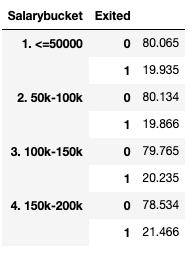 Salarybucket Exited
1. <=50000 0 80.065
1 19.935
2. 50k-100k 0 80.134
1 19.866
3. 100k-150k 0 79.765
1 20.235
4. 150k-200k 0 78.534
1 21.466